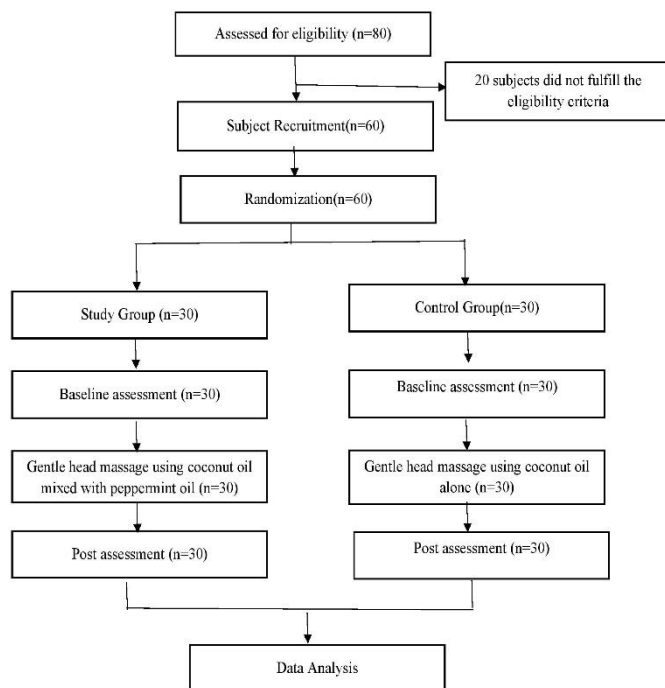 Assessed for eligibility (n=80)
20 subjects did not fulfill the
eligibility criteria
Subject Recruitment(n=60)
Randomization(n=60)
Study Group (n=30)
Control Group(n=30)
Baseline assessment (n=30)
Baseline assessment (n=30)
Gentle head massage using coconut oil
mixed with peppermint oil (n=30)
Gentle head massage using coconut oil
alone (n=30)
Post assessment (n=30)
Post assessment (n=30)
Data Analysis